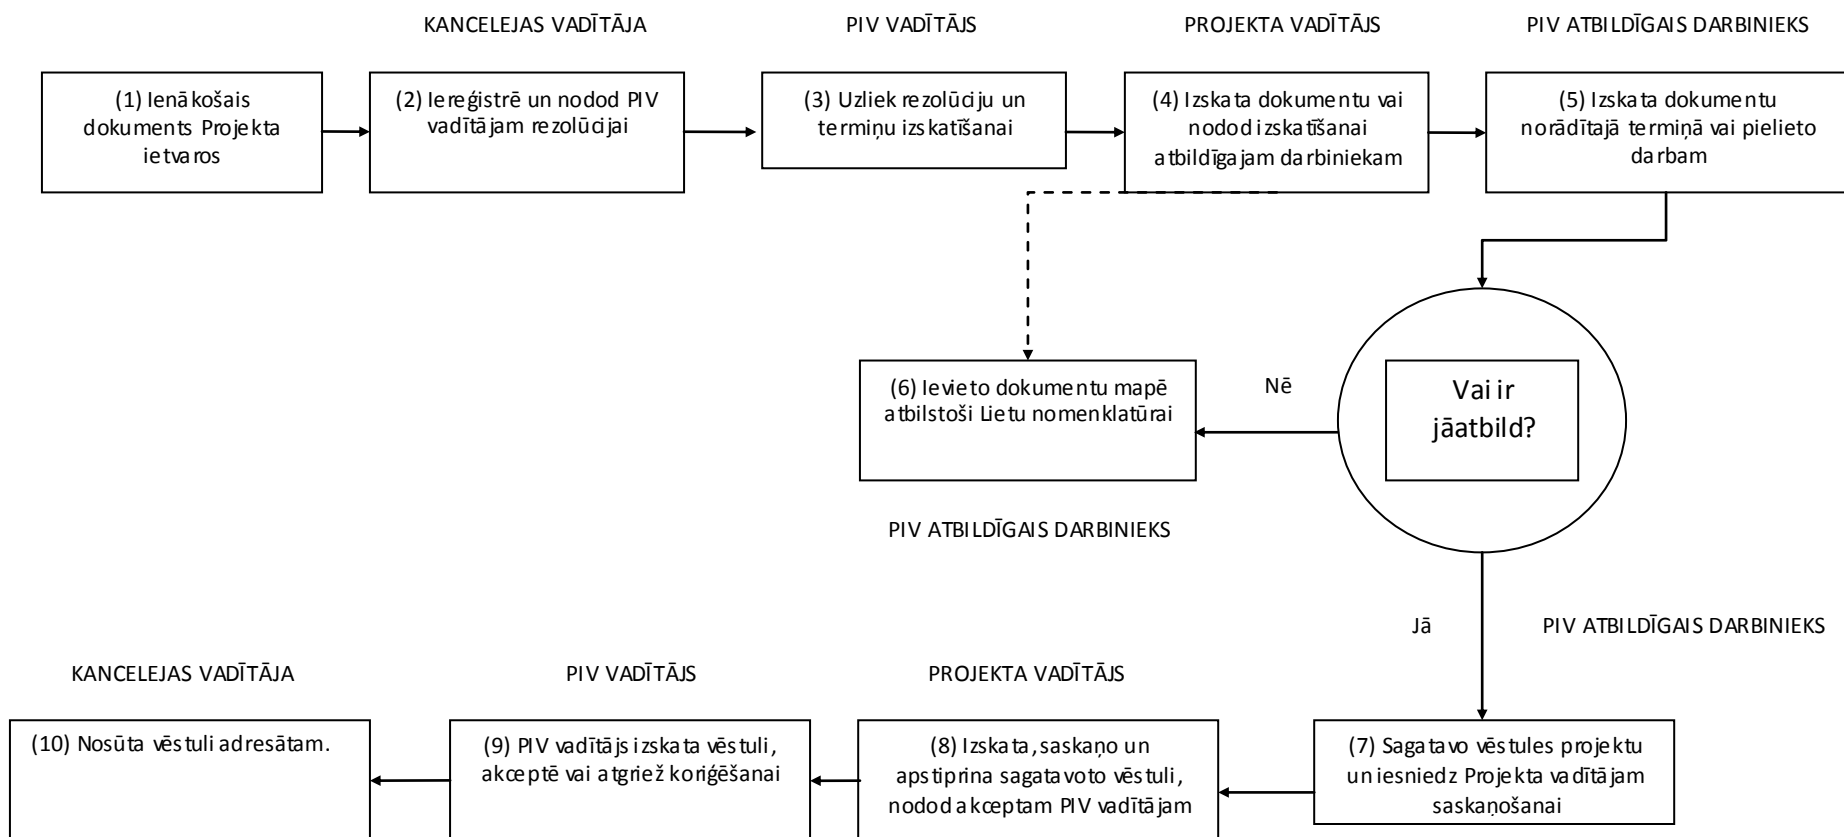 KANCELEJAS VADĪTĀJA
PIV VADĪTĀJS
PROJEKTA VADĪTĀJS
PIV ATBILDĪGAIS DARBINIEKS
(1) Ienākošais
dokuments Projekta
ietvaros
(2) Iereģistrē un nodod PIV
vadītājam rezolūcijai
(3) Uzliek rezolūciju un
termiņu izskatīšanai
(4) Izskata dokumentu vai
nodod izskatīšanai
atbildīgajam darbiniekam
(5) Izskata dokumentu
norādītajā termiņā vai pielieto
darbam
(6) Ievieto dokumentu mapē
atbilstoši Lietu nomenklatūrai
Nē
Vai ir
jāatbild?
PIV ATBILDĪGAIS DARBINIEKS
Jā
PIV ATBILDĪGAIS DARBINIEKS
KANCELEJAS VADĪTĀJA
PIV VADĪTĀJS
PROJEKTA VADĪTĀJS
(10) Nosūta vēstuli adresātam.
(9) PIV vadītājs izskata vēstuli,
akceptē vai atgriež koriģēšanai
(8) Izskata, saskaņo un
apstiprina sagatavoto vēstuli,
nodod akceptam PIV vadītājam
(7) Sagatavo vēstules projektu
un iesniedz Projekta vadītājam
saskaņošanai